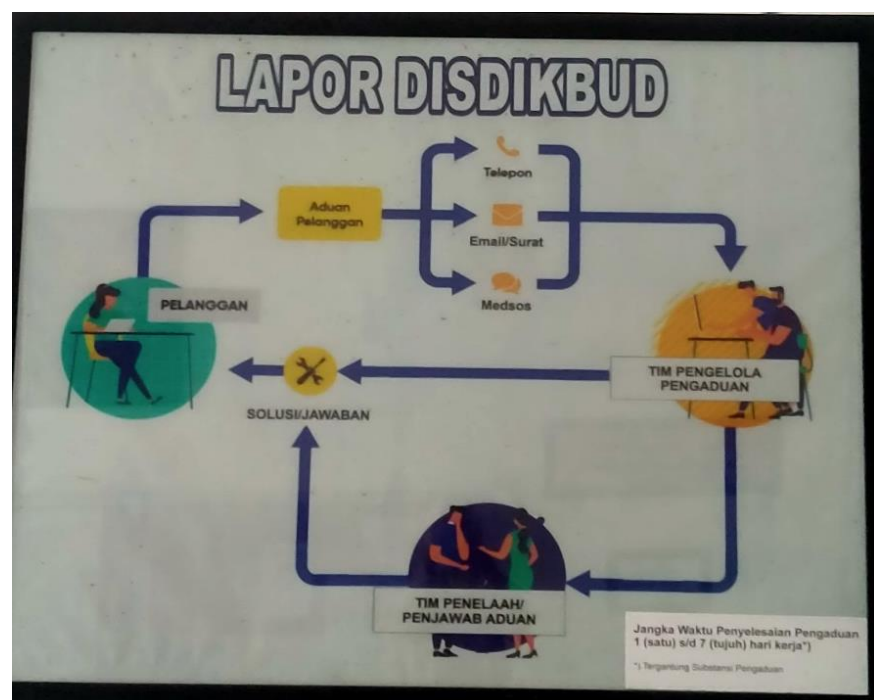 LAPOR DISDIKBUD
Telepon
Aduan
Pelanggan
Email/Surat
Medsos
PELANGGAN
TIM PENGELOLA
PENGADUAN
SOLUSI/JAWABAN
TIM PENELAAH/
PENJAWAB ADUAN
Jangka Waktu Penyelesaian Pengaduan
1 (satu) s/d 7 (tujuh) hari kerja*)
*) Tergantung Substansi Pengaduan